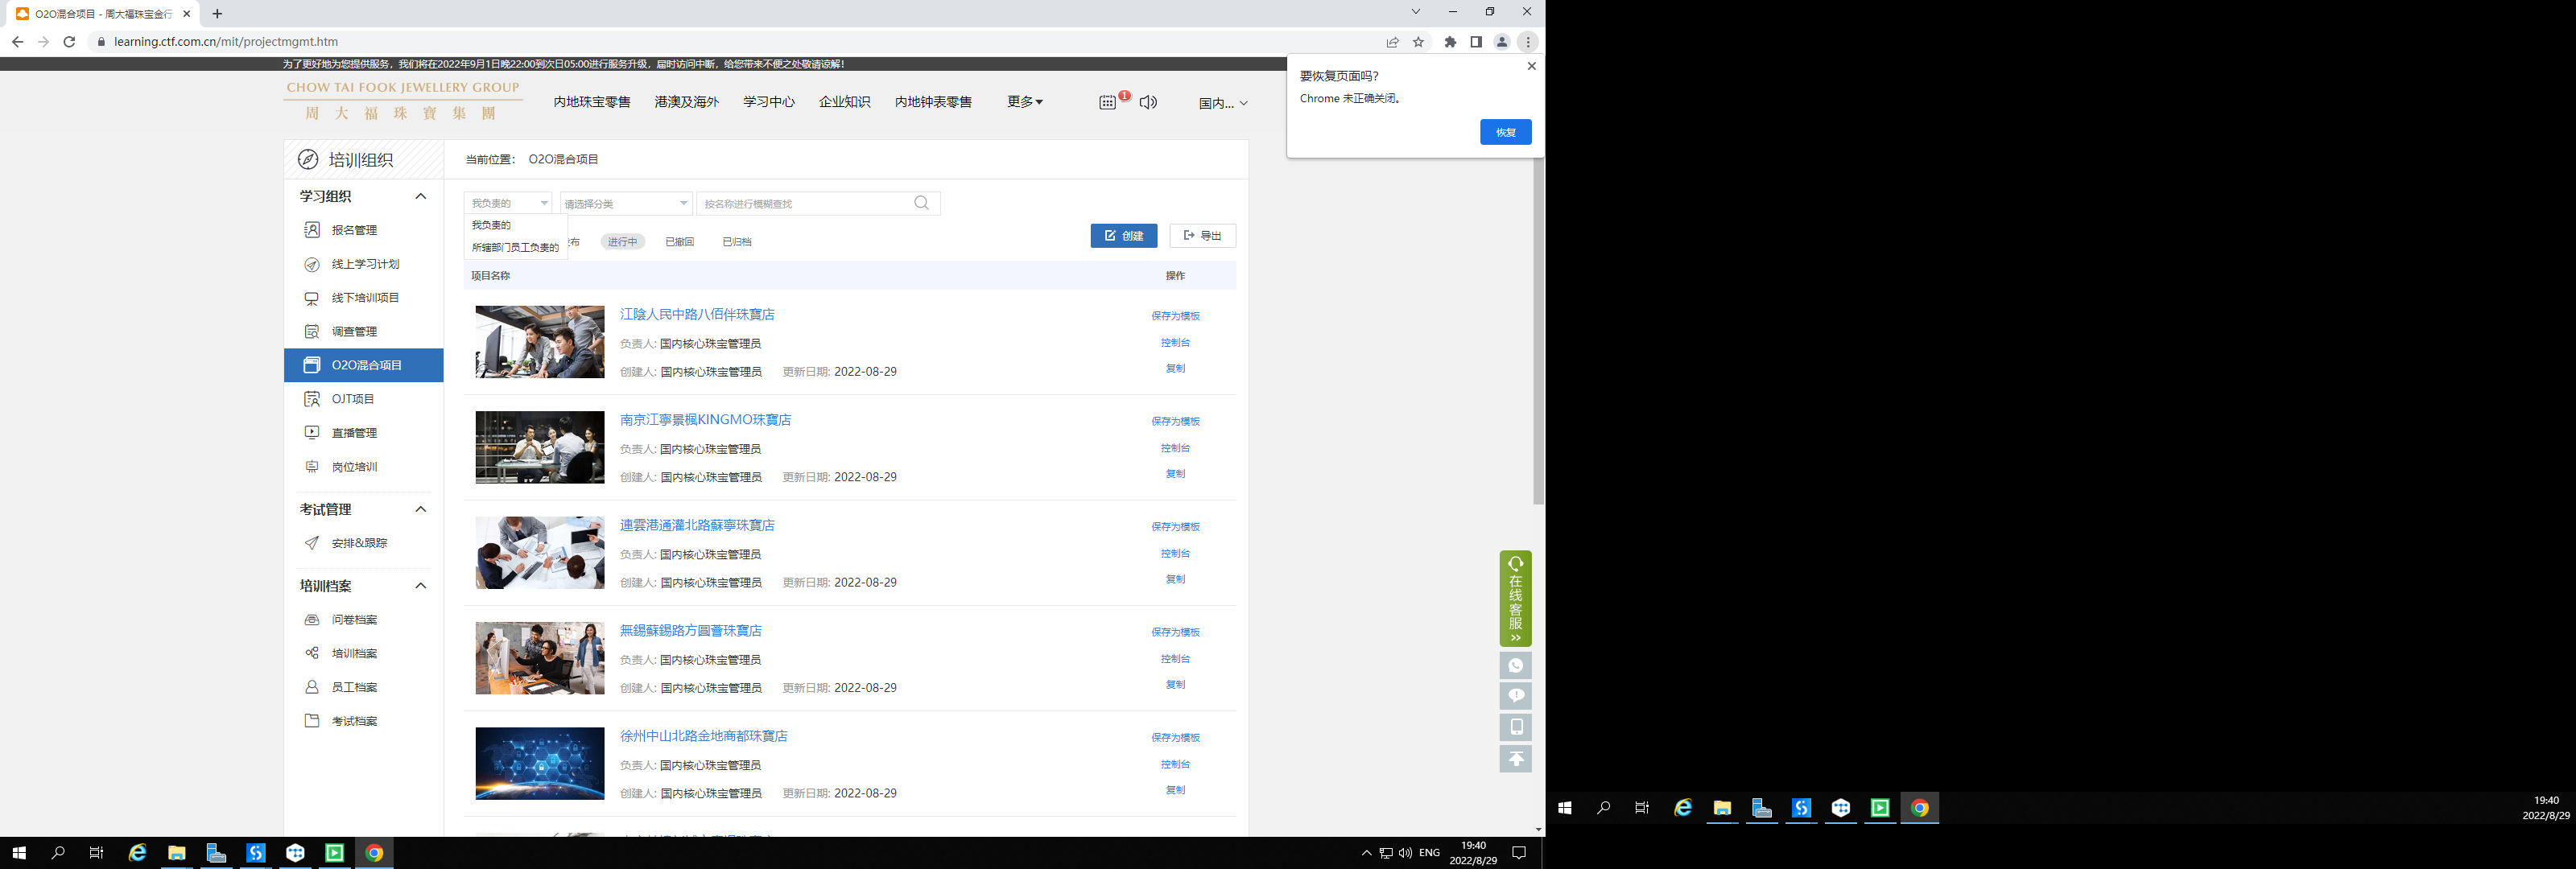 O2O混合项目 - 周大福珠宝金行
learning.ctf.com.cn/mit/projectmgmt.htm
为了更好地为您提供服务，我们将在2022年9月1日晚22:00到次日05:00进行服务升级，届时访问中断，给您带来不便之处敬请谅解！
要恢复页面吗？
Chrome 未正确关闭。
恢复
CHOW TAI FOOK JEWELLERY GROUP
周大福珠寶集團
内地珠宝零售 港澳及海外 学习中心 企业知识 内地钟表零售 更多 1 国内...
培训组织
当前位置： O2O混合项目
学习组织
报名管理
线上学习计划
线下培训项目
调查管理
O2O混合项目
OJT项目
直播管理
岗位培训
考试管理
安排&跟踪
培训档案
问卷档案
培训档案
员工档案
考试档案
我负责的 请选择分类 按名称进行模糊查找
我负责的
所辖部门员工负责的
布 进行中 已撤回 已归档
创建 导出
项目名称 操作
江陰人民中路八佰伴珠寶店 保存为模板
负责人: 国内核心珠宝管理员 控制台
创建人: 国内核心珠宝管理员 更新日期: 2022-08-29 复制
南京江寧景楓KINGMO珠寶店 保存为模板
负责人: 国内核心珠宝管理员 控制台
创建人: 国内核心珠宝管理员 更新日期: 2022-08-29 复制
連雲港通灌北路蘇寧珠寶店 保存为模板
负责人: 国内核心珠宝管理员 控制台
创建人: 国内核心珠宝管理员 更新日期: 2022-08-29 复制
無錫蘇錫路方圓薈珠寶店 保存为模板
负责人: 国内核心珠宝管理员 控制台
创建人: 国内核心珠宝管理员 更新日期: 2022-08-29 复制
徐州中山北路金地商都珠寶店 保存为模板
负责人: 国内核心珠宝管理员 控制台
创建人: 国内核心珠宝管理员 更新日期: 2022-08-29 复制
在线客服
ENG
19:40
2022/8/29
19:40
2022/8/29